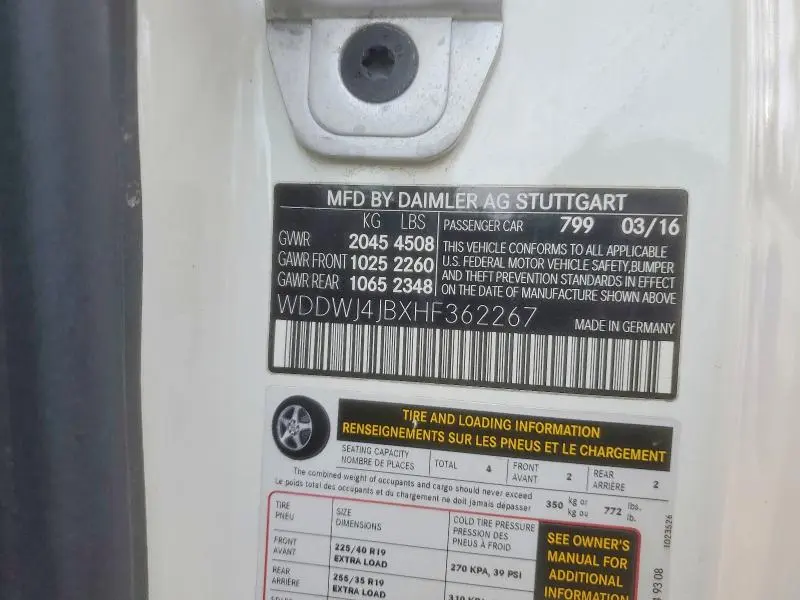 MFD BY DAIMLER AG STUTTGART
KG LBS PASSENGER CAR 799 03/16
GVWR 2045 4508
GAWR FRONT 1025 2260
GAWR REAR 1065 2348
THIS VEHICLE CONFORMS TO ALL APPLICABLE
U.S. FEDERAL MOTOR VEHICLE SAFETY,BUMPER
AND THEFT PREVENTION STANDARDS IN EFFECT
ON THE DATE OF MANUFACTURE SHOWN ABOVE
WDDWJ4JBXHF362267 MADE IN GERMANY
TIRE AND LOADING INFORMATION
RENSEIGNEMENTS SUR LES PNEUS ET LE CHARGEMENT
SEATING CAPACITY
NOMBRE DE PLACES
TOTAL 4
FRONT
AVANT
2
REAR
ARRIÈRE
2
The combined weight of occupants and cargo should never exceed
Le poids total des occupants et du chargement ne doit jamais dépasser
350 kg or
kg ou
772 lbs.
lb.
TIRE
PNEU
SIZE
DIMENSIONS
COLD TIRE PRESSURE
PRESSION DES
PNEUS À FROID
FRONT
AVANT
225/40 R19
EXTRA LOAD
270 KPA, 39 PSI
REAR
ARRIÈRE
255/35 R19
EXTRA LOAD
SEE OWNER'S
MANUAL FOR
ADDITIONAL
INFORMATION
1023526
9308